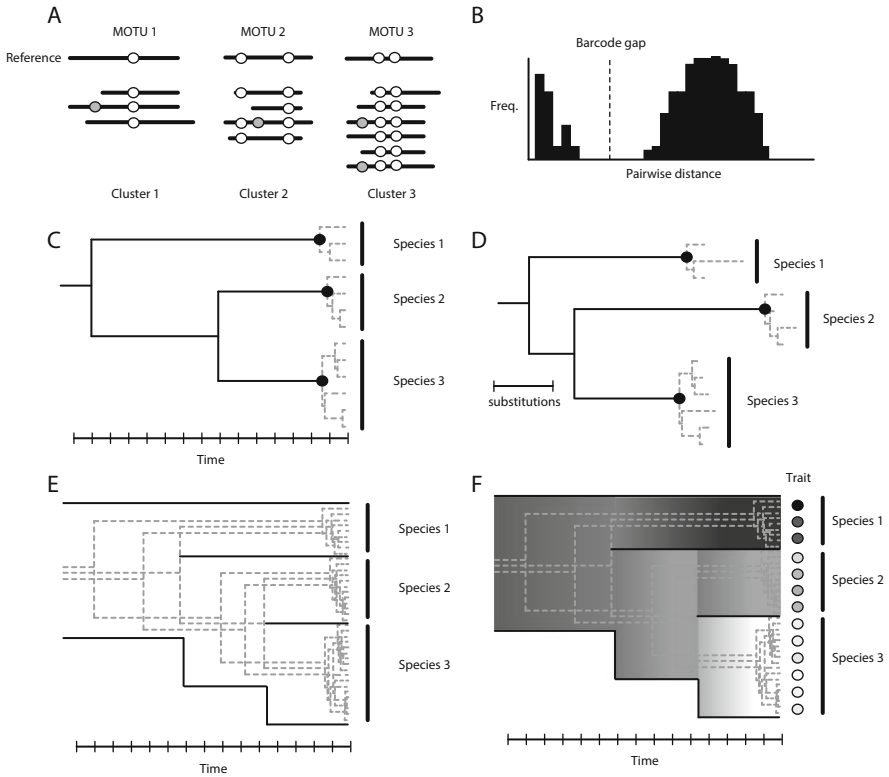 A
MOTU 1
MOTU 2
MOTU 3
Reference
Cluster 1
Cluster 2
Cluster 3
B
Barcode gap
Freq.
Pairwise distance
C
Species 1
Species 2
Species 3
Time
D
Species 1
Species 2
Species 3
substitutions
E
Species 1
Species 2
Species 3
Time
F
Trait
Species 1
Species 2
Species 3
Time